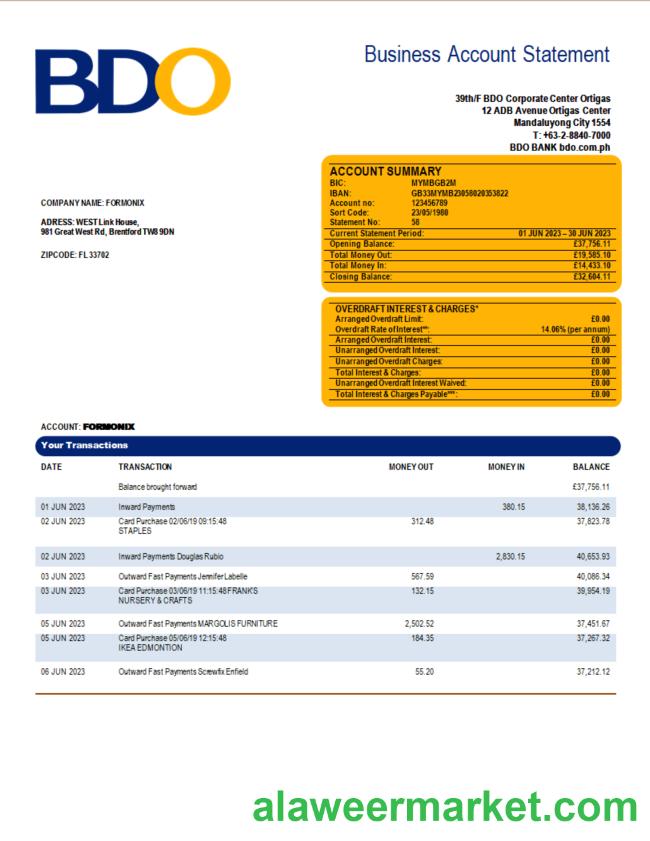 BDO
Business Account Statement
39th/F BDO Corporate Center Ortigas
12 ADB Avenue Ortigas Center
Mandaluyong City 1554
T: +63-2-8840-7000
BDO BANK bdo.com.ph
COMPANY NAME: FORMONIX
ADRESS: WEST Link House,
981 Great West Rd, Brentford TW8 9DN
ZIPCODE: FL 33702
ACCOUNT SUMMARY
BIC: MYMBGB2M
IBAN: GB33MYMB23058020353822
Account no: 123456789
Sort Code: 23/05/1980
Statement No: 58
Current Statement Period: 01 JUN 2023 – 30 JUN 2023
Opening Balance: £37,756.11
Total Money Out: £19,585.10
Total Money In: £14,433.10
Closing Balance: £32,604.11
OVERDRAFT INTEREST & CHARGES*
Arranged Overdraft Limit: £0.00
Overdraft Rate of Interest**: 14.06% (per annum)
Arranged Overdraft Interest: £0.00
Unarranged Overdraft Interest: £0.00
Unarranged Overdraft Charges: £0.00
Total Interest & Charges: £0.00
Unarranged Overdraft Interest Waived: £0.00
Total Interest & Charges Payable***: £0.00
ACCOUNT: FORMONIX
Your Transactions
DATE TRANSACTION MONEY OUT MONEY IN BALANCE
Balance brought forward £37,756.11
01 JUN 2023 Inward Payments 380.15 38,136.26
02 JUN 2023 Card Purchase 02/06/19 09:15:48 312.48 37,823.78
STAPLES
02 JUN 2023 Inward Payments Douglas Rubio 2,830.15 40,653.93
03 JUN 2023 Outward Fast Payments Jennifer Labelle 567.59 40,086.34
03 JUN 2023 Card Purchase 03/06/19 11:15:48 FRANK'S 132.15 39,954.19
NURSERY & CRAFTS
05 JUN 2023 Outward Fast Payments MARGOLIS FURNITURE 2,502.52 37,451.67
05 JUN 2023 Card Purchase 05/06/19 12:15:48 184.35 37,267.32
IKEA EDMONTION
06 JUN 2023 Outward Fast Payments Screwfix Enfield 55.20 37,212.12
alaweermarket.com